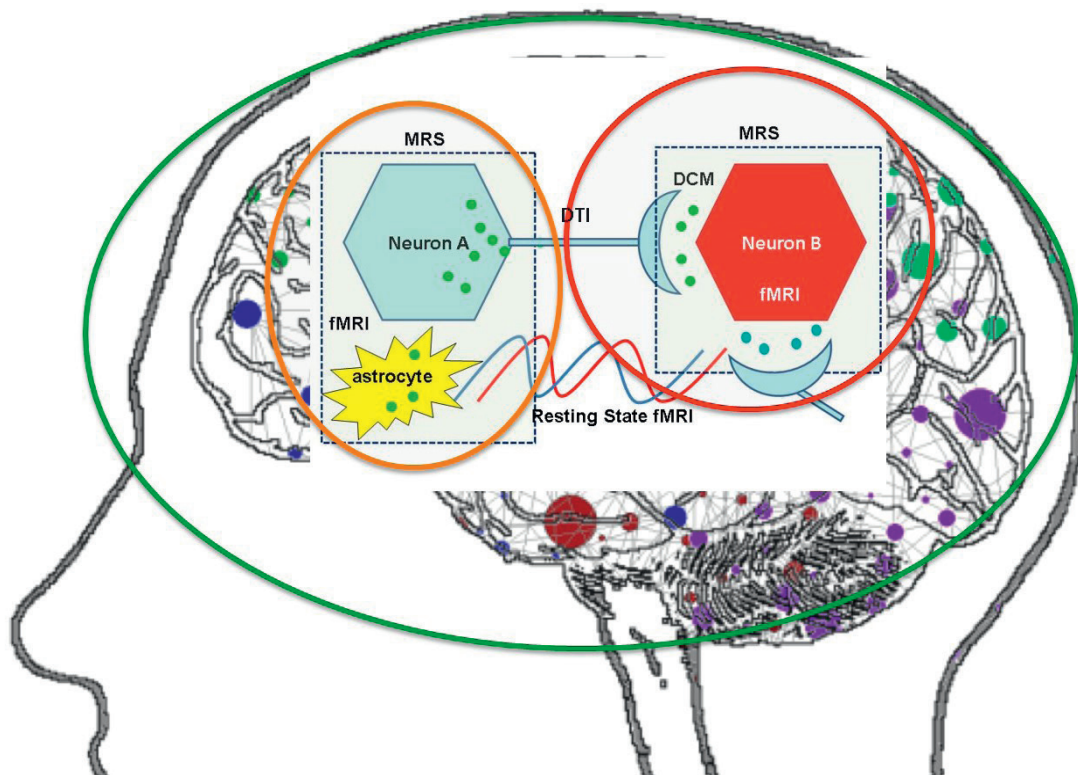 MRS
MRS
DCM
DTI
Neuron A
Neuron B
fMRI
fMRI
astrocyte
Resting State fMRI